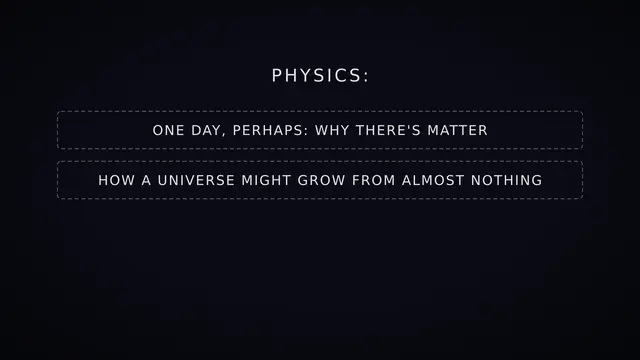 PHYSICS:
ONE DAY, PERHAPS: WHY THERE'S MATTER
HOW A UNIVERSE MIGHT GROW FROM ALMOST NOTHING